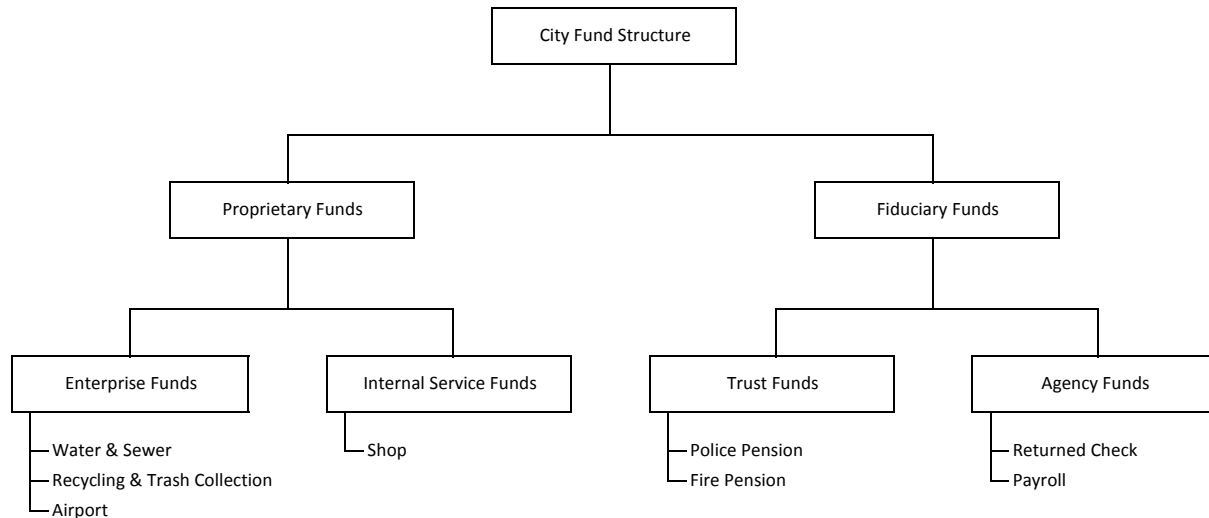 City Fund Structure
Proprietary Funds
Fiduciary Funds
Enterprise Funds
Internal Service Funds
Trust Funds
Agency Funds
Water & Sewer
Recycling & Trash Collection
Airport
Shop
Police Pension
Fire Pension
Returned Check
Payroll